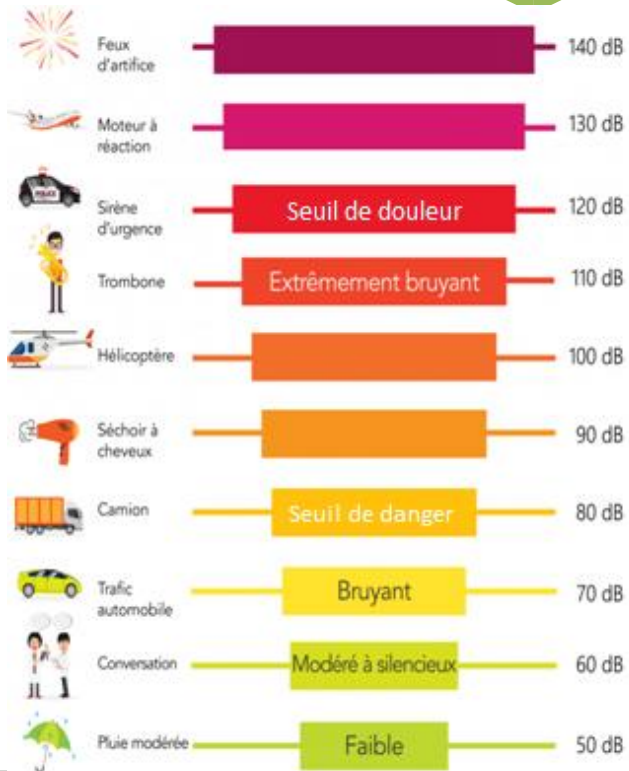 Feux
d'artifice
140 dB
Moteur à
réaction
130 dB
POLICE
Sirène
d'urgence
Seuil de douleur
120 dB
Trombone
Extrêmement bruyant
110 dB
Hélicoptère
100 dB
Séchoir à
cheveux
90 dB
Camion
Seuil de danger
80 dB
Trafic
automobile
Bruyant
70 dB
Conversation
Modéré à silencieux
60 dB
Pluie modérée
Faible
50 dB